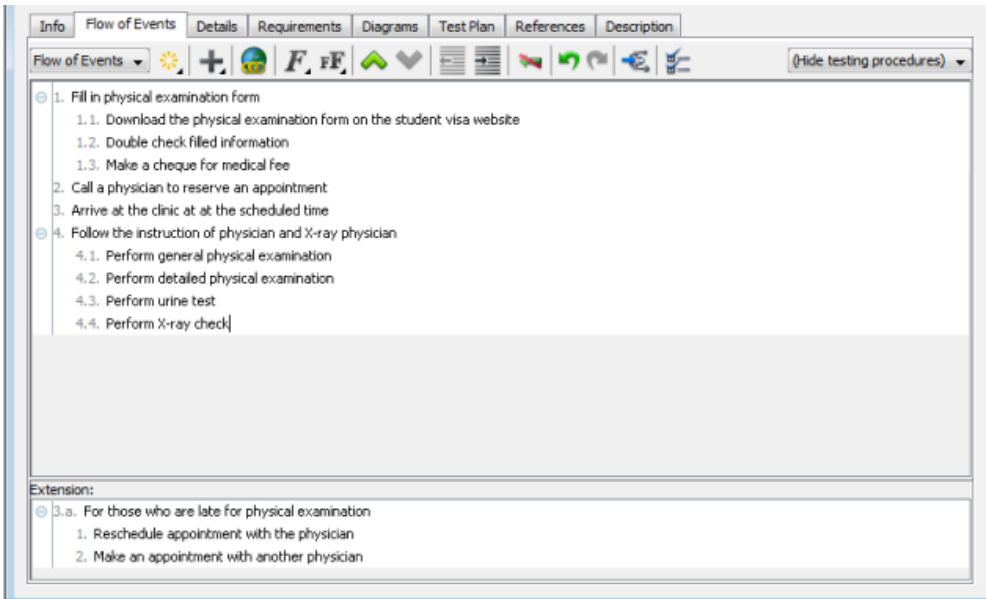 Info Flow of Events Details Requirements Diagrams Test Plan References Description
Flow of Events F FF (Hide testing procedures)
1. Fill in physical examination form
1.1. Download the physical examination form on the student visa website
1.2. Double check filled information
1.3. Make a cheque for medical fee
2. Call a physician to reserve an appointment
3. Arrive at the clinic at at the scheduled time
4. Follow the instruction of physician and X-ray physician
4.1. Perform general physical examination
4.2. Perform detailed physical examination
4.3. Perform urine test
4.4. Perform X-ray check
Extension:
3.a. For those who are late for physical examination
1. Reschedule appointment with the physician
2. Make an appointment with another physician